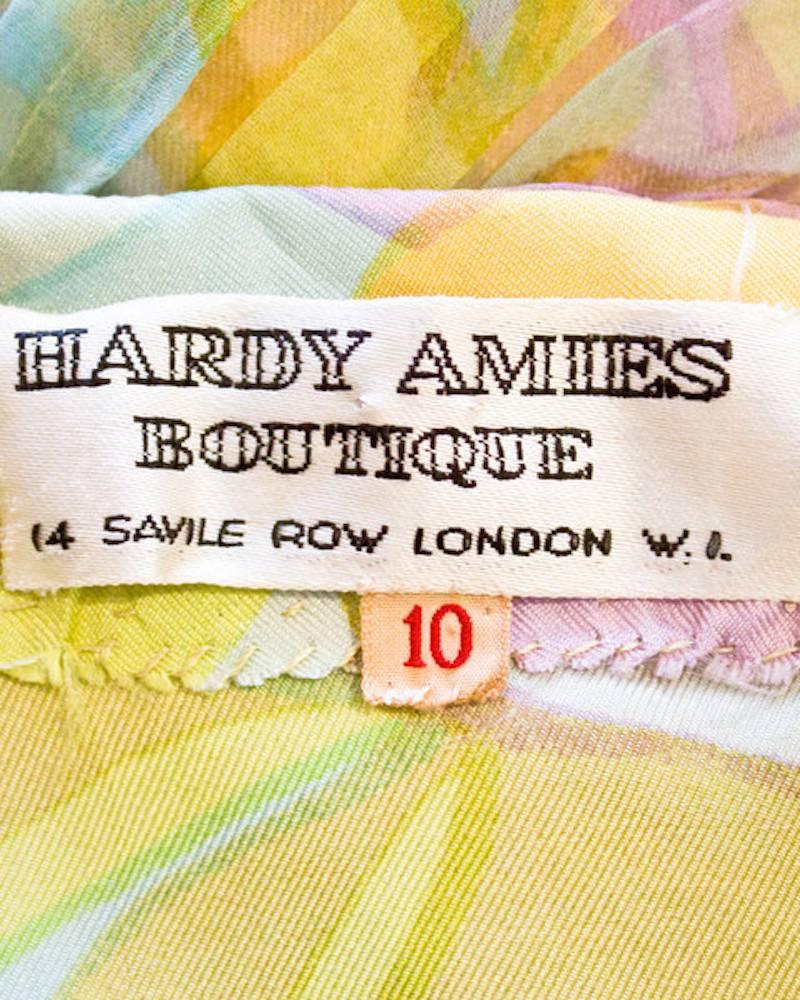 HARDY AMIES
BOUTIQUE
14 SAVILE ROW LONDON W.1.
10